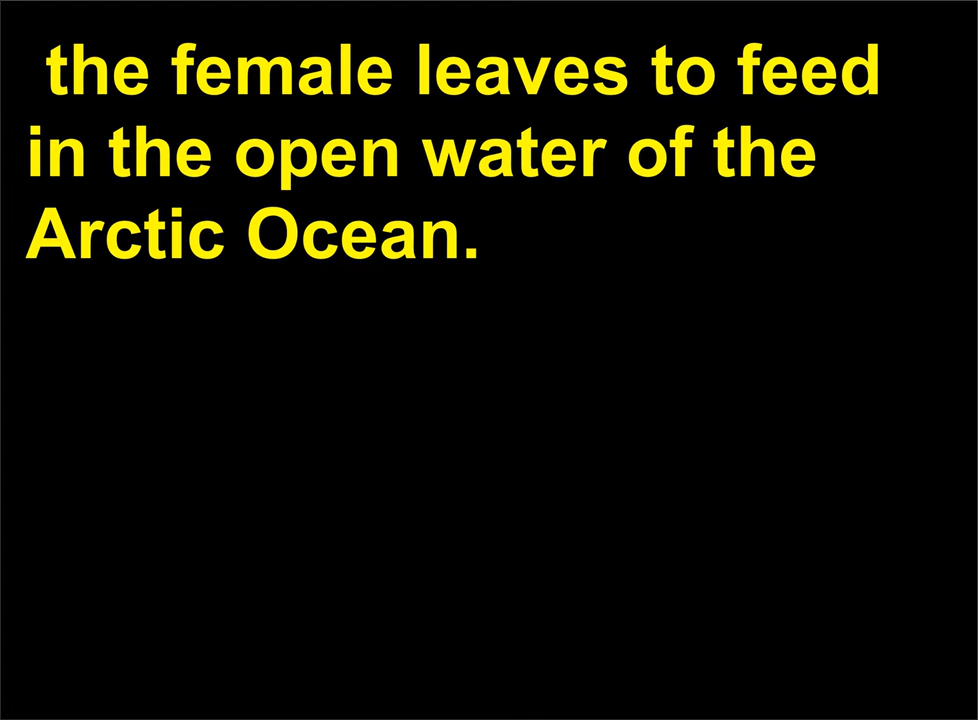 the female leaves to feed
in the open water of the
Arctic Ocean.